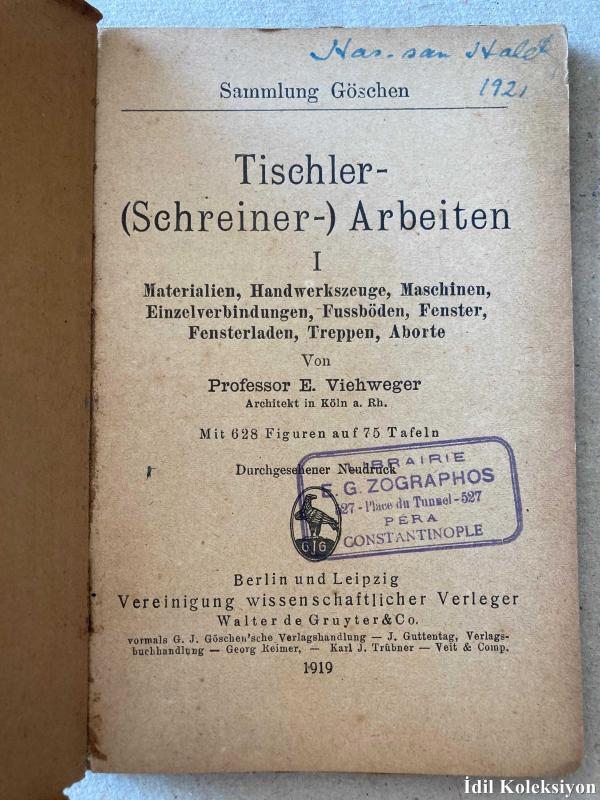 Has-san Hald
1921
Sammlung Göschen
Tischler-
(Schreiner-) Arbeiten
I
Materialien, Handwerkszeuge, Maschinen,
Einzelverbindungen, Fussböden, Fenster,
Fensterladen, Treppen, Aborte
Von
Professor E. Viehweger
Architekt in Köln a. Rh.
Mit 628 Figuren auf 75 Tafeln
Durchgesehener Neudruck
LIBRAIRIE
E. G. ZOGRAPHOS
527 - Place du Tunnel - 527
PÉRA
CONSTANTINOPLE
GJG
Berlin und Leipzig
Vereinigung wissenschaftlicher Verleger
Walter de Gruyter & Co.
vormals G. J. Göschen'sche Verlagshandlung — J. Guttentag, Verlags-
buchhandlung — Georg Reimer, — Karl J. Trübner — Veit & Comp.
1919
İdil Koleksiyon